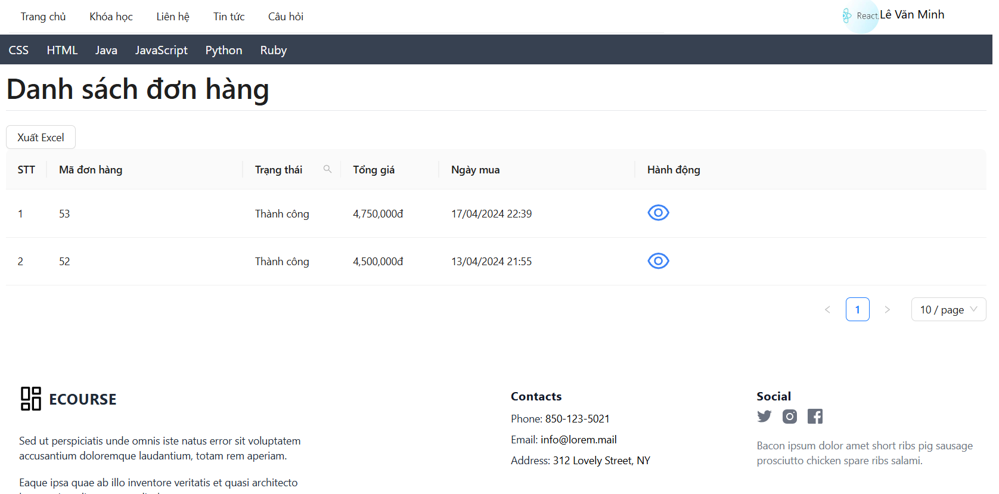 Trang chủ Khóa học Liên hệ Tin tức Câu hỏi React. Lê Văn Minh
CSS HTML Java JavaScript Python Ruby
Danh sách đơn hàng
Xuất Excel
STT Mã đơn hàng Trạng thái Tổng giá Ngày mua Hành động
1 53 Thành công 4,750,000đ 17/04/2024 22:39
2 52 Thành công 4,500,000đ 13/04/2024 21:55
1 10 / page
ECOURSE
Sed ut perspiciatis unde omnis iste natus error sit voluptatem
accusantium doloremque laudantium, totam rem aperiam.
Eaque ipsa quae ab illo inventore veritatis et quasi architecto
Contacts
Phone: 850-123-5021
Email: info@lorem.mail
Address: 312 Lovely Street, NY
Social
Bacon ipsum dolor amet short ribs pig sausage
prosciutto chicken spare ribs salami.